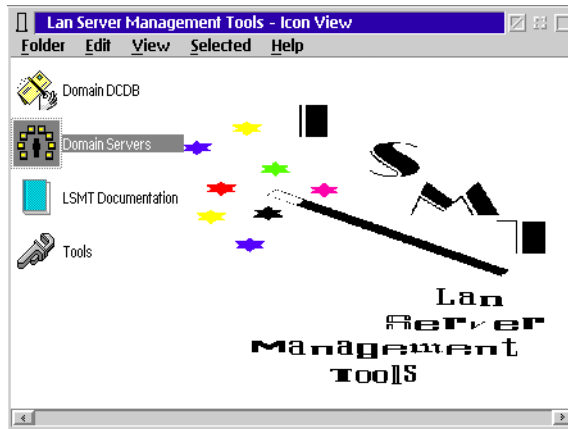 Lan Server Management Tools - Icon View
Folder Edit View Selected Help
Domain DCDB
Domain Servers
LSMT Documentation
Tools
L S M T
Lan
Server
Management
Tools